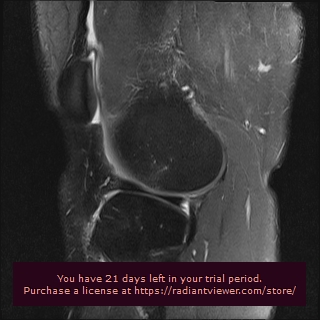 You have 21 days left in your trial period.
Purchase a license at https://radiantviewer.com/store/